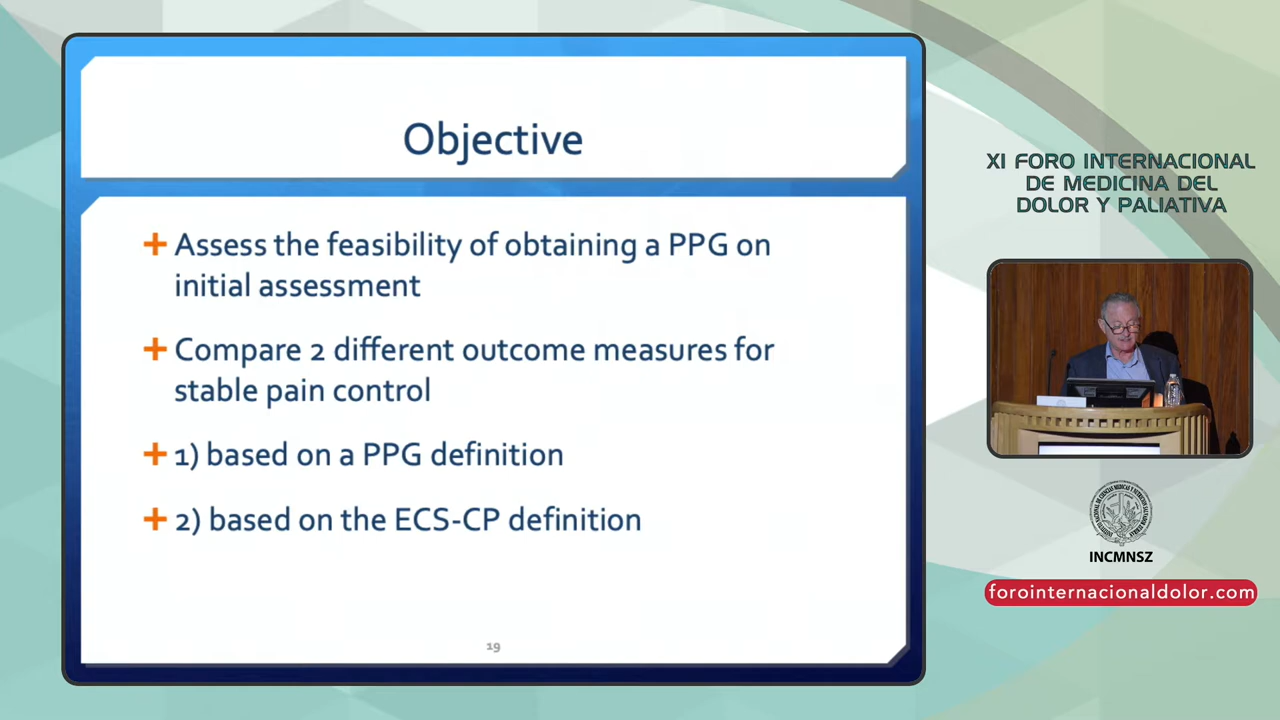 Objective
+ Assess the feasibility of obtaining a PPG on
initial assessment
+ Compare 2 different outcome measures for
stable pain control
+ 1) based on a PPG definition
+ 2) based on the ECS-CP definition
19
XI FORO INTERNACIONAL
DE MEDICINA DEL
DOLOR Y PALIATIVA
INCMNSZ
forointernacionaldolor.com